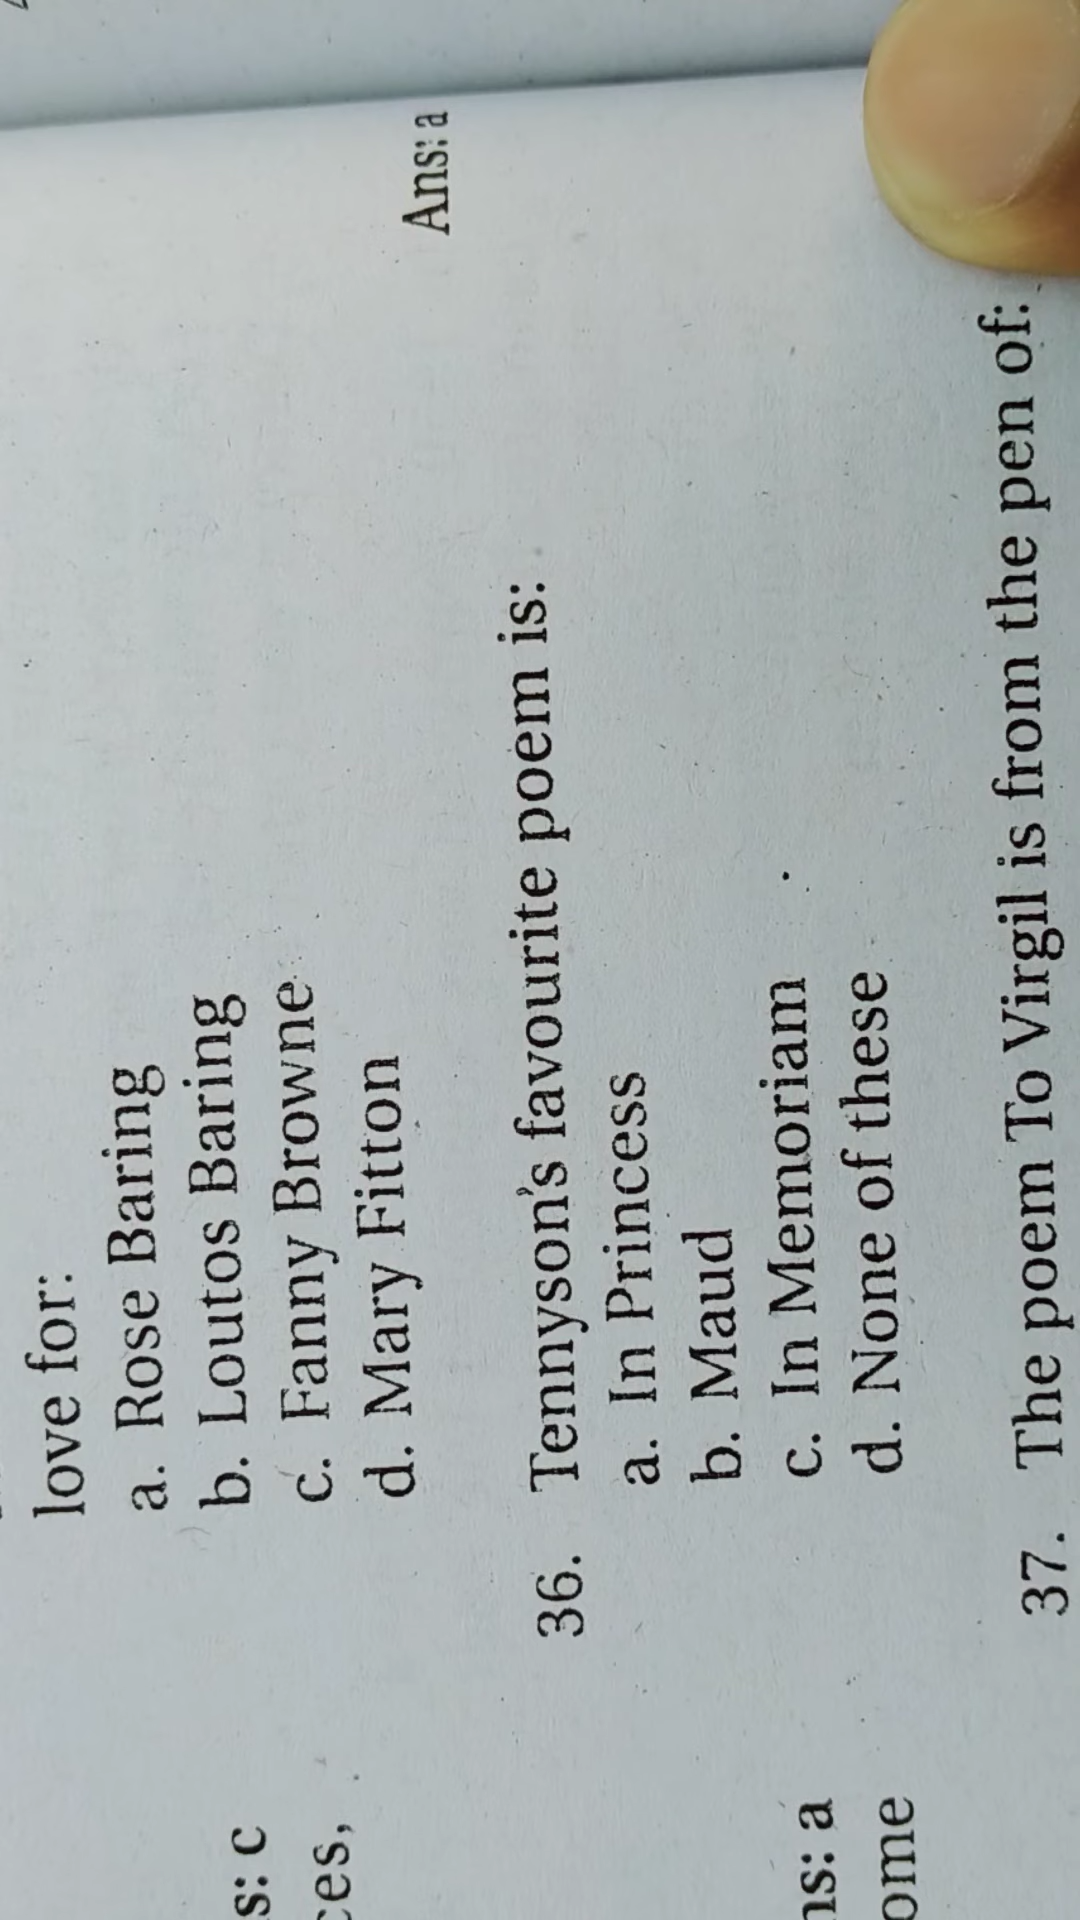 love for:
a. Rose Baring
b. Loutos Baring
c. Fanny Browne
d. Mary Fitton
Ans: a
36. Tennyson's favourite poem is:
a. In Princess
b. Maud
c. In Memoriam
d. None of these
37. The poem To Virgil is from the pen of:
s: c
ces,
ns: a
ome